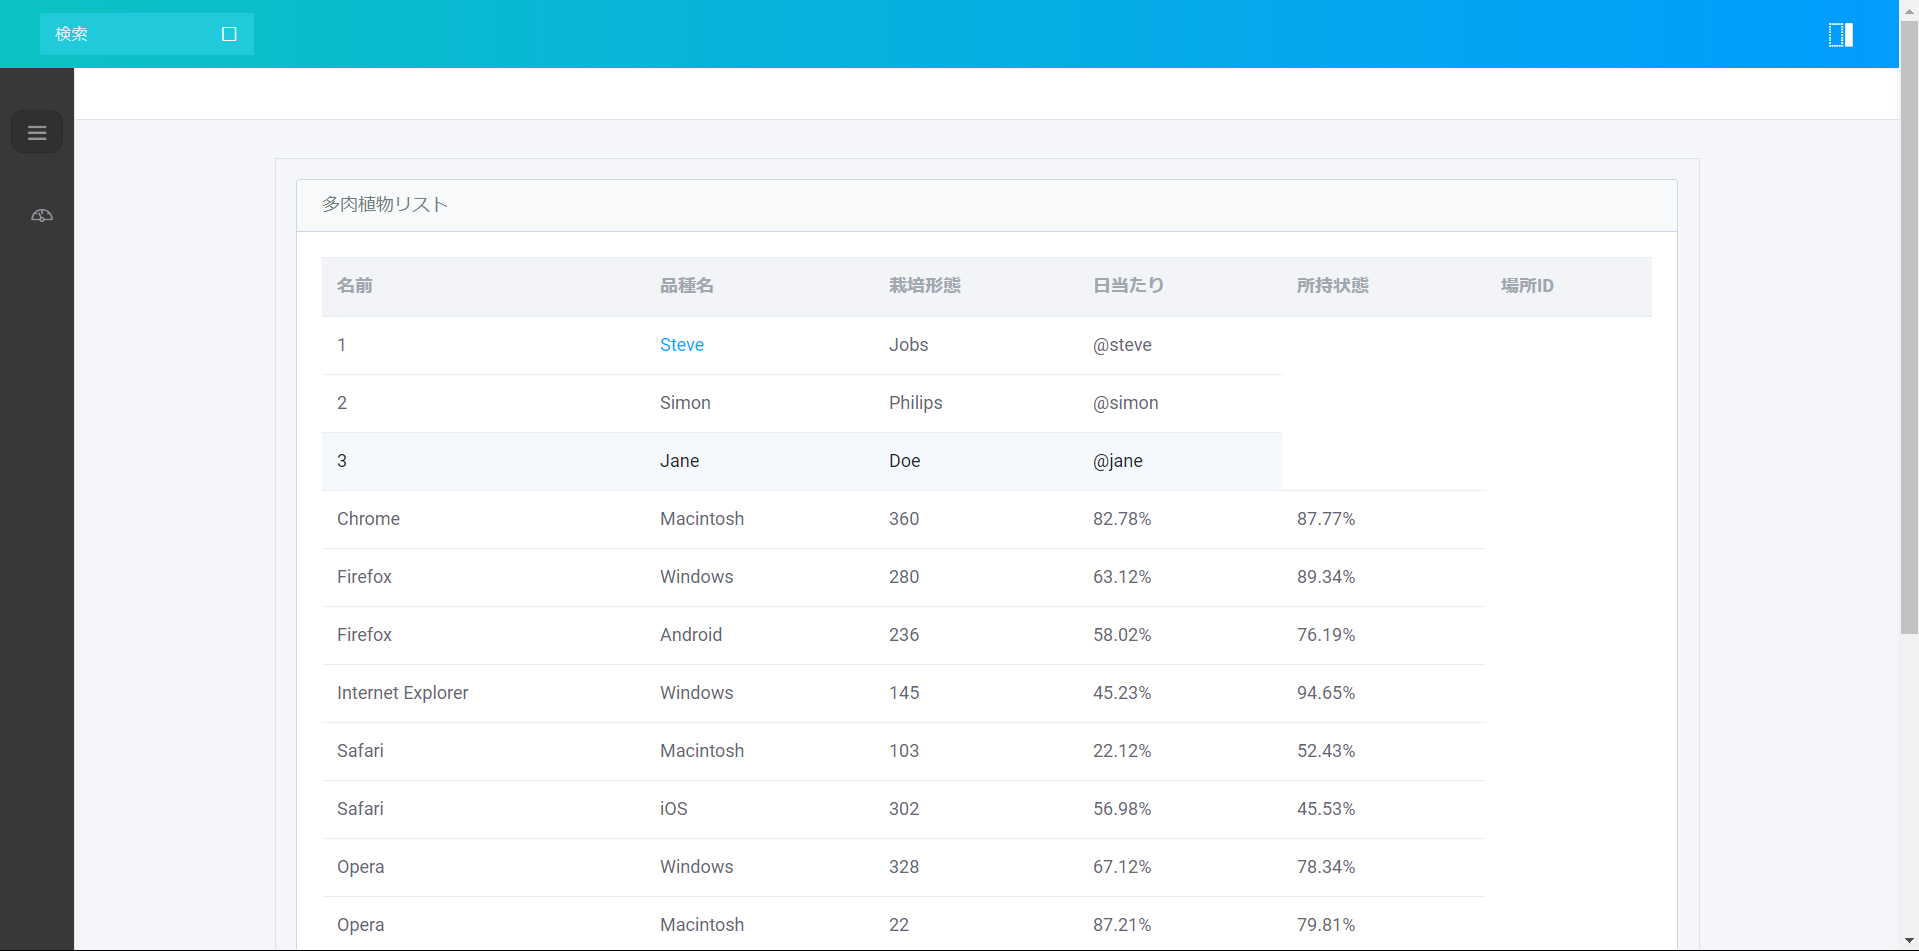 検索
多肉植物リスト
名前 品種名 栽培形態 日当たり 所持状態 場所ID
1 Steve Jobs @steve
2 Simon Philips @simon
3 Jane Doe @jane
Chrome Macintosh 360 82.78% 87.77%
Firefox Windows 280 63.12% 89.34%
Firefox Android 236 58.02% 76.19%
Internet Explorer Windows 145 45.23% 94.65%
Safari Macintosh 103 22.12% 52.43%
Safari iOS 302 56.98% 45.53%
Opera Windows 328 67.12% 78.34%
Opera Macintosh 22 87.21% 79.81%